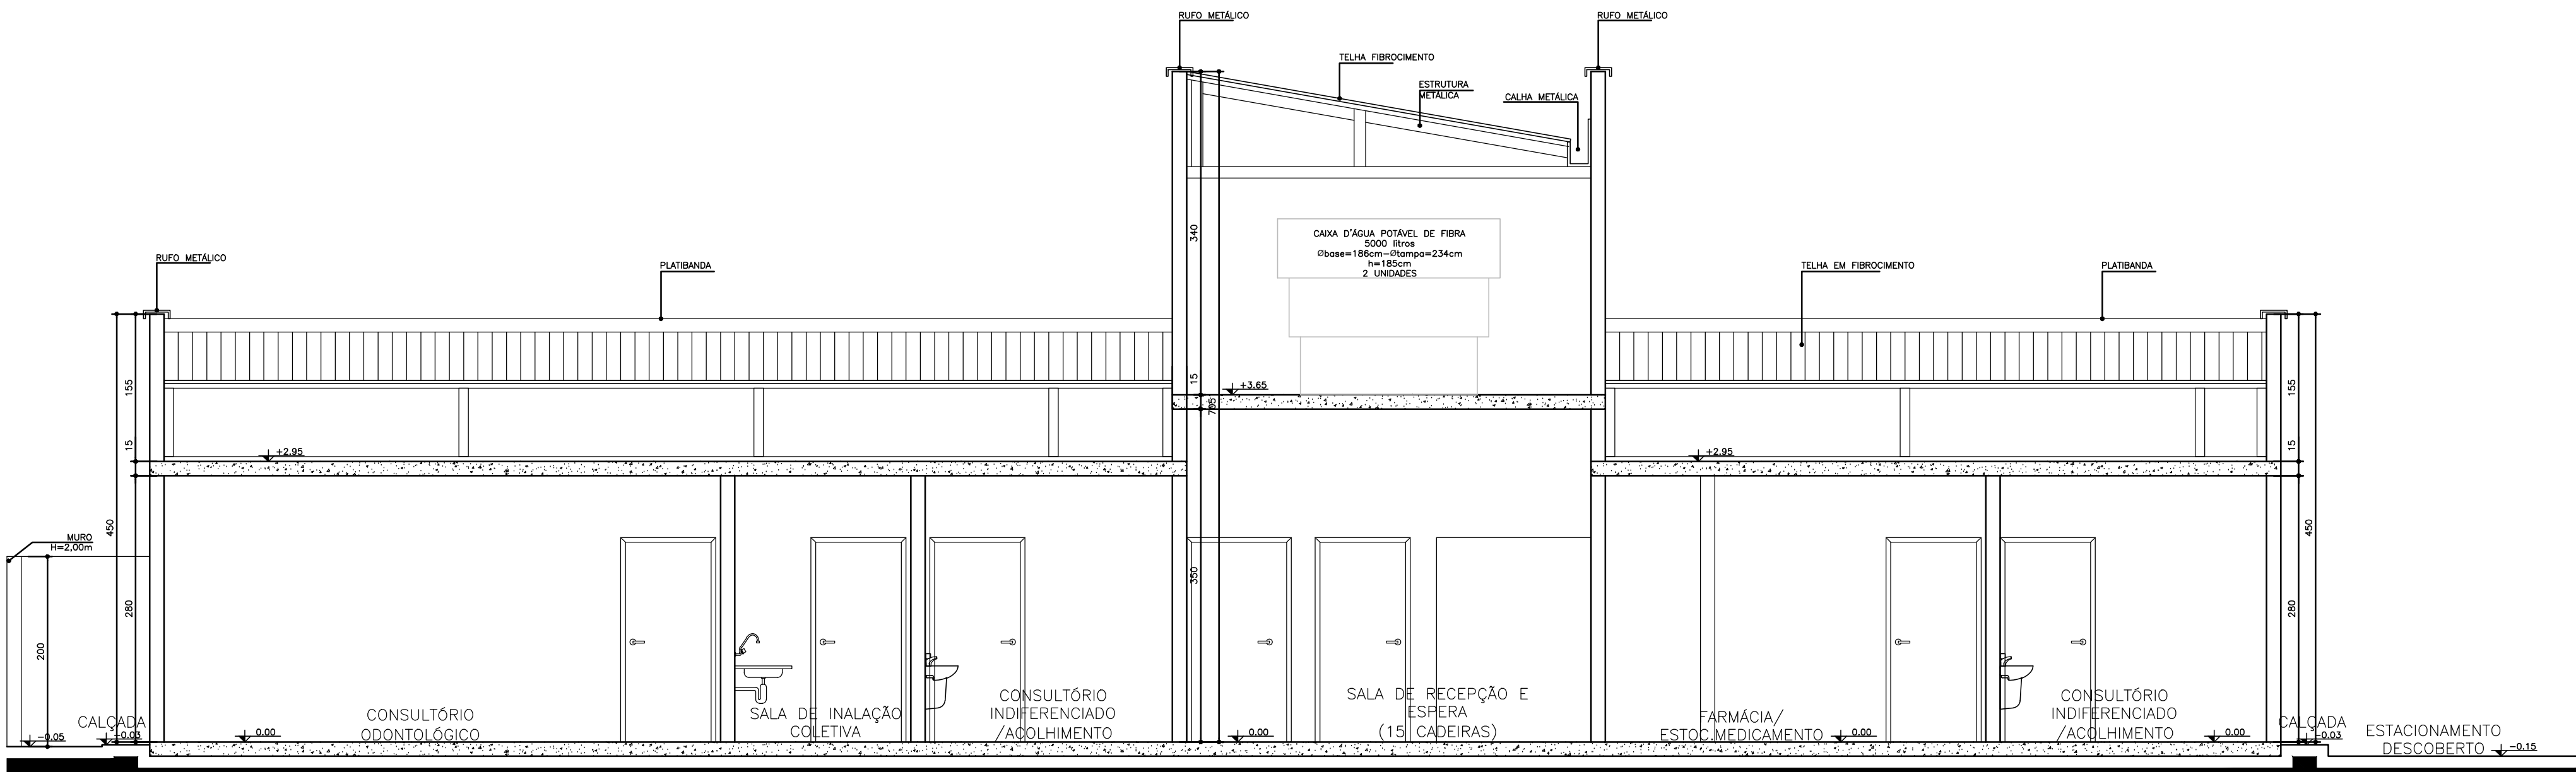 RUFO METÁLICO
RUFO METÁLICO
TELHA FIBROCIMENTO
ESTRUTURA
METÁLICA
CALHA METÁLICA
340
CAIXA D'ÁGUA POTÁVEL DE FIBRA
5000 litros
Øbase=186cm-Øtampa=234cm
h=185cm
2 UNIDADES
RUFO METÁLICO
PLATIBANDA
TELHA EM FIBROCIMENTO
PLATIBANDA
155
15
+3.65
705
155
15
+2.95
+2.95
15
450
MURO
H=2,00m
450
350
280
280
200
CALÇADA
-0.05
-0.03
CONSULTÓRIO
ODONTOLÓGICO
0.00
SALA DE INALAÇÃO
COLETIVA
CONSULTÓRIO
INDIFERENCIADO
/ACOLHIMENTO
SALA DE RECEPÇÃO E
ESPERA
(15 CADEIRAS)
0.00
FARMÁCIA/
ESTOC.MEDICAMENTO
0.00
CONSULTÓRIO
INDIFERENCIADO
/ACOLHIMENTO
0.00
CALÇADA
-0.03
ESTACIONAMENTO
DESCOBERTO
-0.15